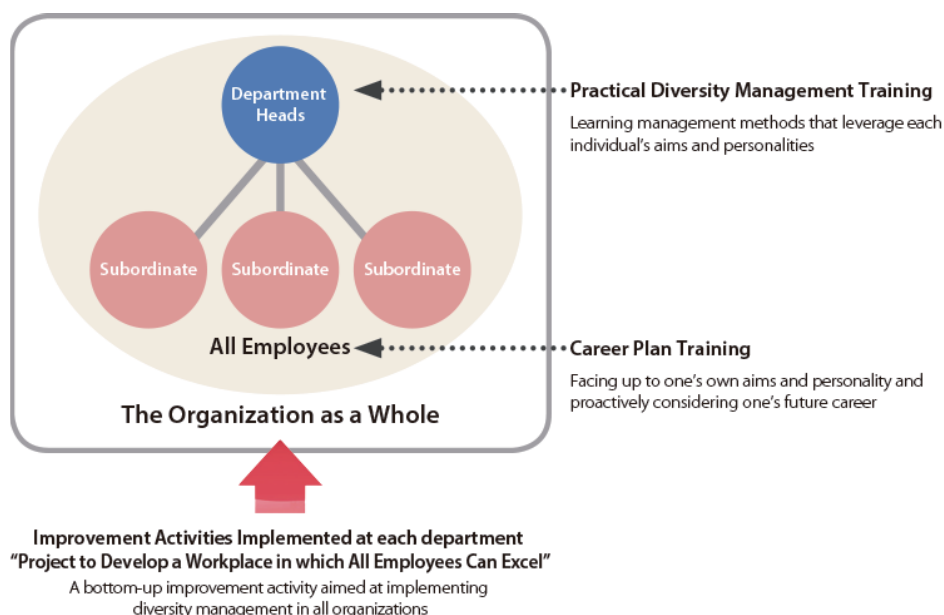 Department
Heads
Practical Diversity Management Training
Learning management methods that leverage each
individual's aims and personalities
Subordinate
Subordinate
Subordinate
All Employees
Career Plan Training
Facing up to one's own aims and personality and
proactively considering one's future career
The Organization as a Whole
Improvement Activities Implemented at each department
“Project to Develop a Workplace in which All Employees Can Excel”
A bottom-up improvement activity aimed at implementing
diversity management in all organizations